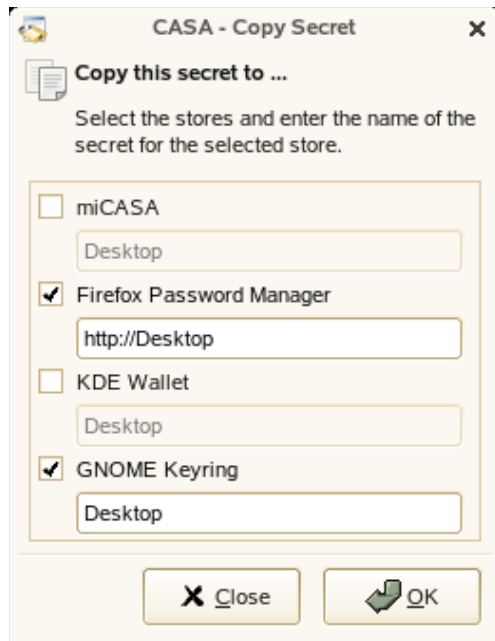 CASA - Copy Secret
Copy this secret to ...
Select the stores and enter the name of the
secret for the selected store.
miCASA
Desktop
Firefox Password Manager
http://Desktop
KDE Wallet
Desktop
GNOME Keyring
Desktop
Close
OK